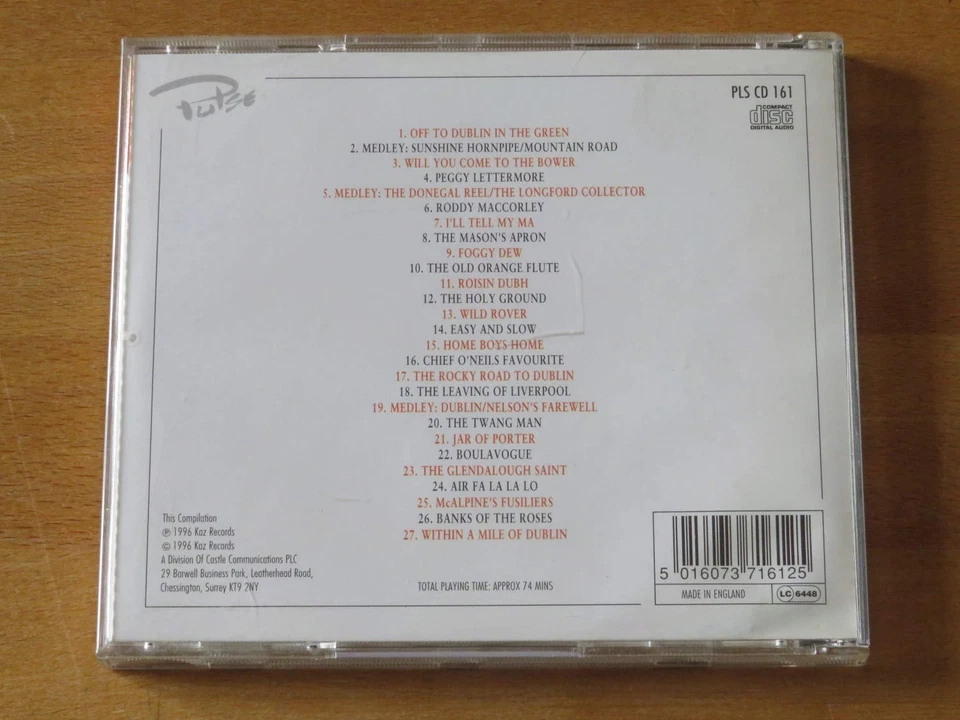 Pulse
PLS CD 161
COMPACT
disc
DIGITAL AUDIO
1. OFF TO DUBLIN IN THE GREEN
2. MEDLEY: SUNSHINE HORNPIPE/MOUNTAIN ROAD
3. WILL YOU COME TO THE BOWER
4. PEGGY LETTERMORE
5. MEDLEY: THE DONEGAL REEL/THE LONGFORD COLLECTOR
6. RODDY MACCORLEY
7. I'LL TELL MY MA
8. THE MASON'S APRON
9. FOGGY DEW
10. THE OLD ORANGE FLUTE
11. ROISIN DUBH
12. THE HOLY GROUND
13. WILD ROVER
14. EASY AND SLOW
15. HOME BOYS HOME
16. CHIEF O'NEILS FAVOURITE
17. THE ROCKY ROAD TO DUBLIN
18. THE LEAVING OF LIVERPOOL
19. MEDLEY: DUBLIN/NELSON'S FAREWELL
20. THE TWANG MAN
21. JAR OF PORTER
22. BOULAVOGUE
23. THE GLENDALOUGH SAINT
24. AIR FA LA LA LO
25. McALPINE'S FUSILIERS
26. BANKS OF THE ROSES
27. WITHIN A MILE OF DUBLIN
This Compilation
℗ 1996 Kaz Records
© 1996 Kaz Records
A Division Of Castle Communications PLC
29 Barwell Business Park, Leatherhead Road,
Chessington, Surrey KT9 2NY
TOTAL PLAYING TIME: APPROX 74 MINS
5 016073 716125
MADE IN ENGLAND
LC 6448